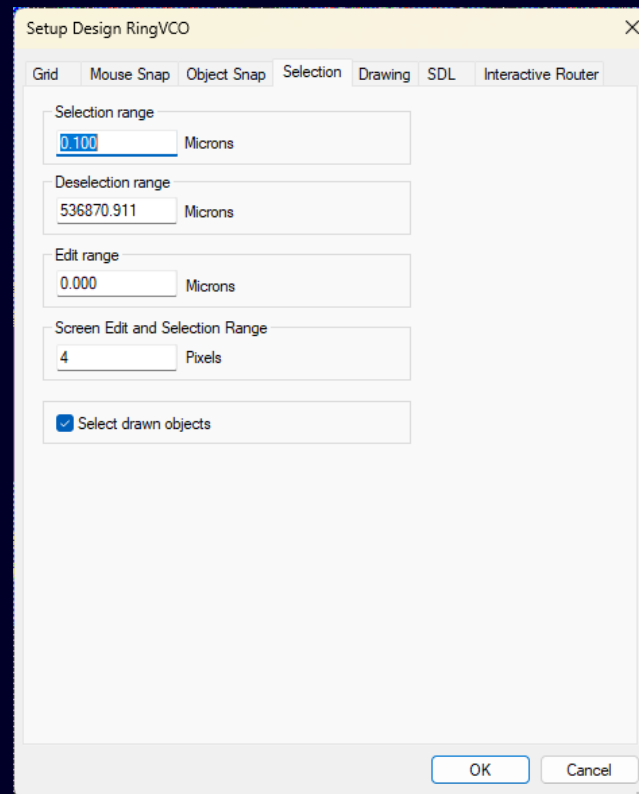 Setup Design RingVCO
Grid Mouse Snap Object Snap Selection Drawing SDL Interactive Router
Selection range
0.100 Microns
Deselection range
536870.911 Microns
Edit range
0.000 Microns
Screen Edit and Selection Range
4 Pixels
Select drawn objects
OK Cancel